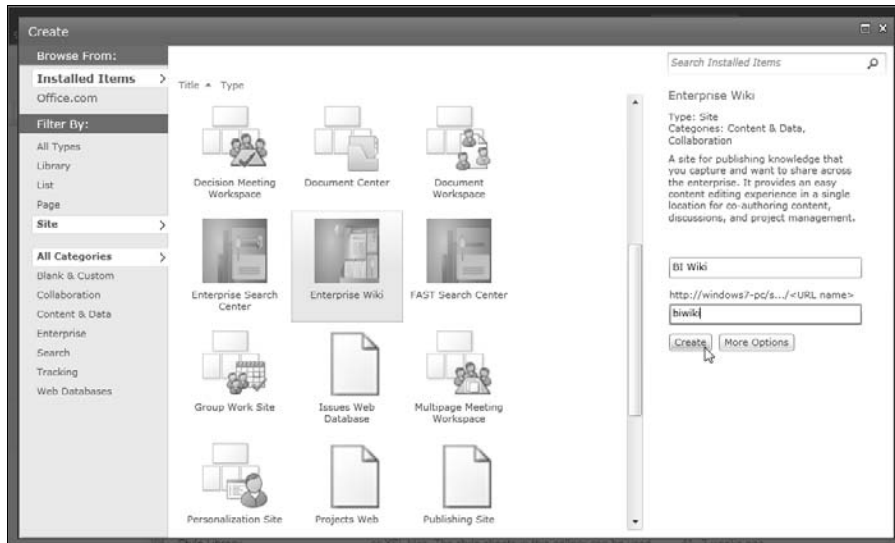 Create
Browse From:
Installed Items
Office.com
Filter By:
All Types
Library
List
Page
Site
All Categories
Blank & Custom
Collaboration
Content & Data
Enterprise
Search
Tracking
Web Databases
Title Type
Decision Meeting
Workspace
Document Center
Document
Workspace
Enterprise Search
Center
Enterprise Wiki
FAST Search Center
Group Work Site
Issues Web
Database
Multipage Meeting
Workspace
Personalization Site
Projects Web
Publishing Site
Search Installed Items
Enterprise Wiki
Type: Site
Categories: Content & Data,
Collaboration
A site for publishing knowledge that
you capture and want to share across
the enterprise. It provides an easy
content editing experience in a single
location for co-authoring content,
discussions, and project management.
BI Wiki
http://windows7-pc/s.../<URL name>
biwiki
Create More Options